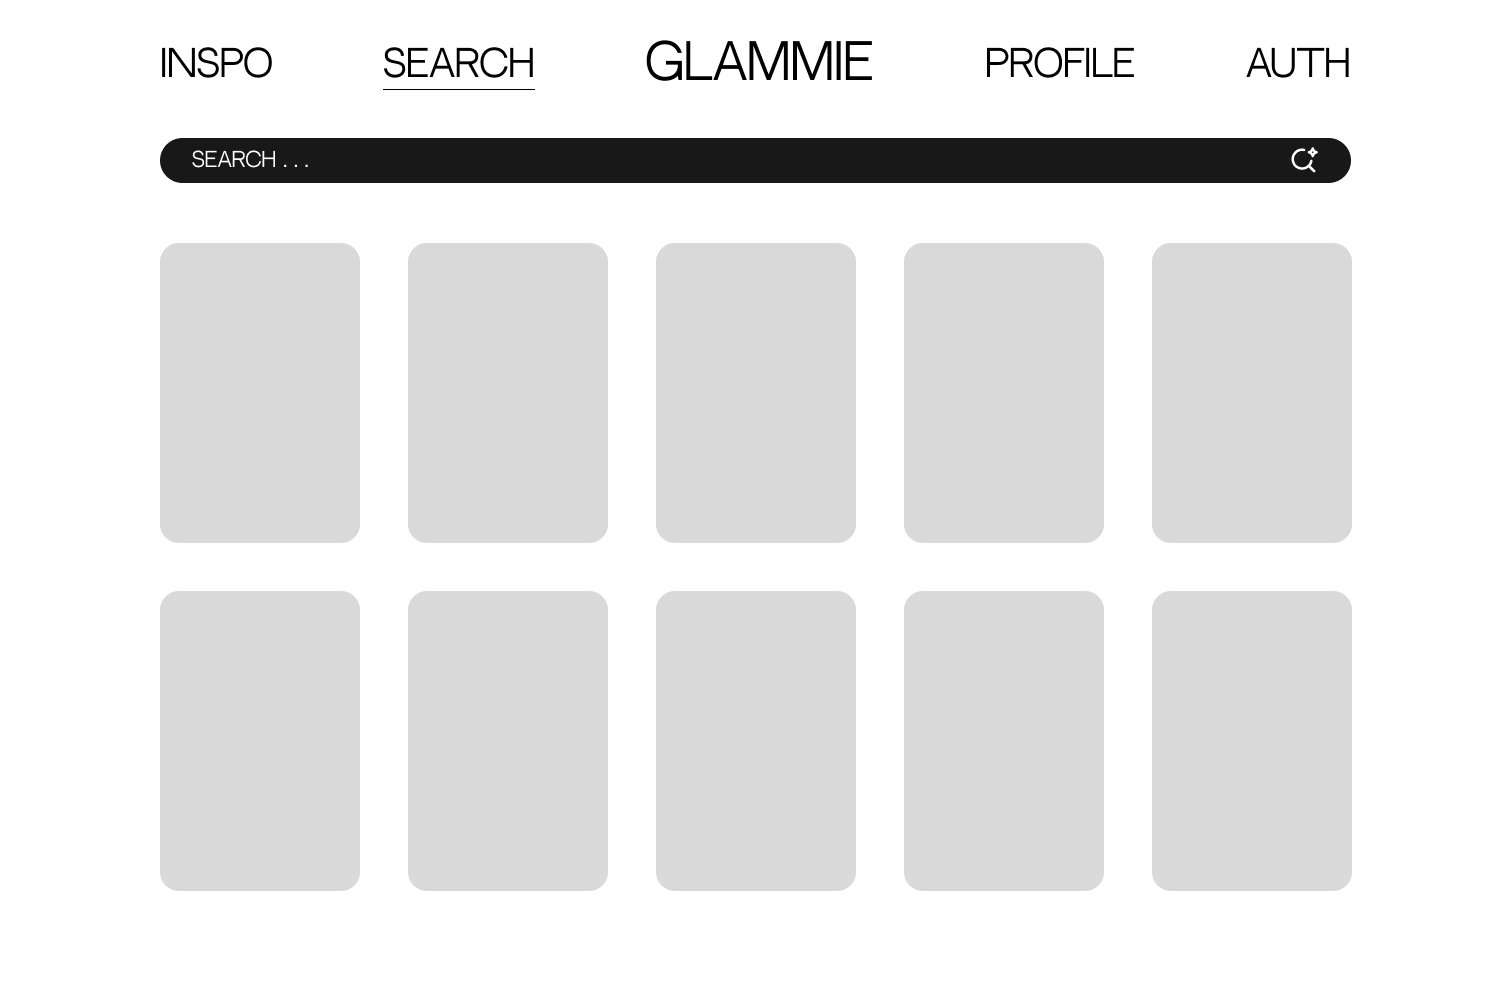 INSPO SEARCH GLAMMIE PROFILE AUTH
SEARCH . . .